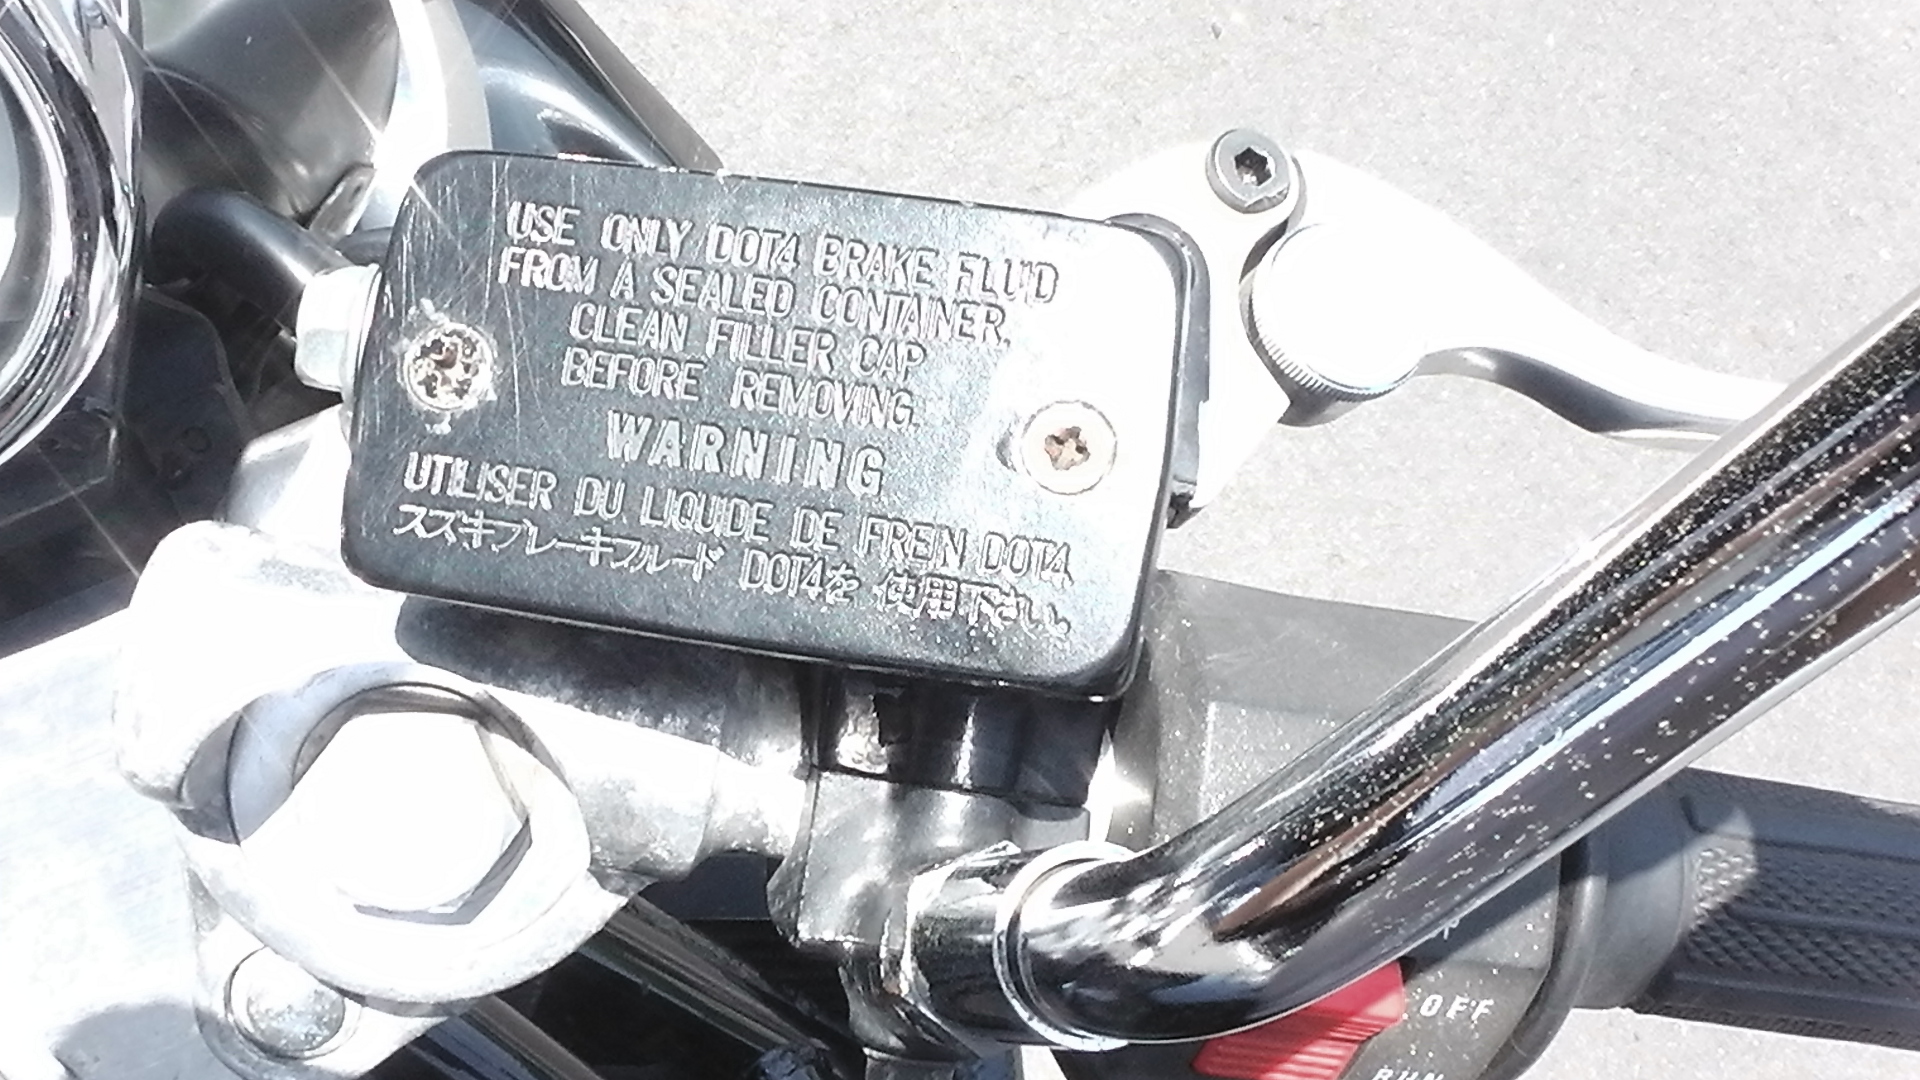 USE ONLY DOT4 BRAKE FLUID
FROM A SEALED CONTAINER.
CLEAN FILLER CAP
BEFORE REMOVING.
WARNING
UTILISER DU LIQUIDE DE FREIN DOT4
スズキブレーキフルード DOT4を 使用下さい。
OFF
RUN